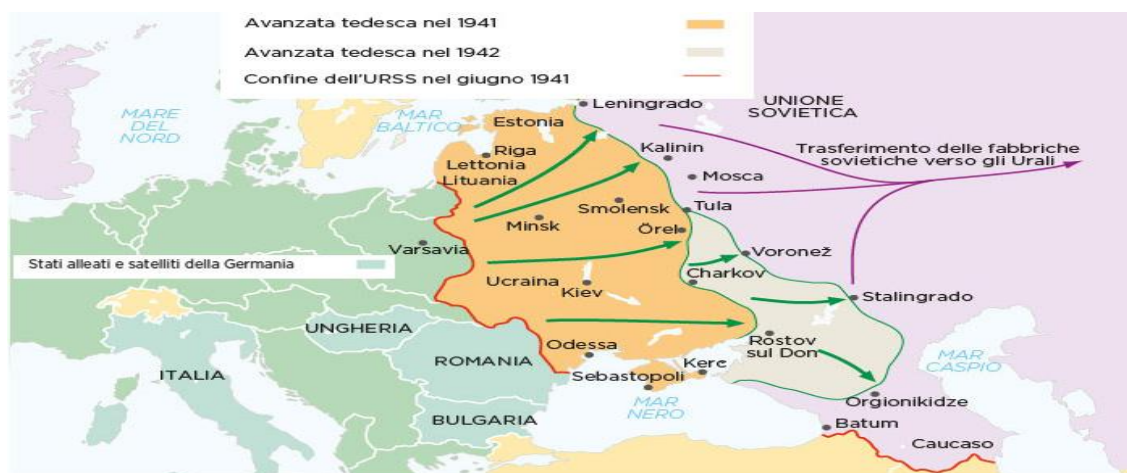 Avanzata tedesca nel 1941
Avanzata tedesca nel 1942
Confine dell'URSS nel giugno 1941
MARE
DEL
NORD
MAR
BALTICO
Estonia
Riga
Lettonia
Lituania
Leningrado
UNIONE
SOVIETICA
Kalinin
Trasferimento delle fabbriche
sovietiche verso gli Urali
Mosca
Smolensk
Tula
Minsk
Örel
Varsavia
Voronež
Stati alleati e satelliti della Germania
Ucraina
Kiev
Charkov
Stalingrado
UNGHERIA
Odessa
Rostov
sul Don
ROMANIA
ITALIA
Kerc
Sebastopoli
MAR
CASPIO
MAR
NERO
Orgionikidze
BULGARIA
Batum
Caucaso